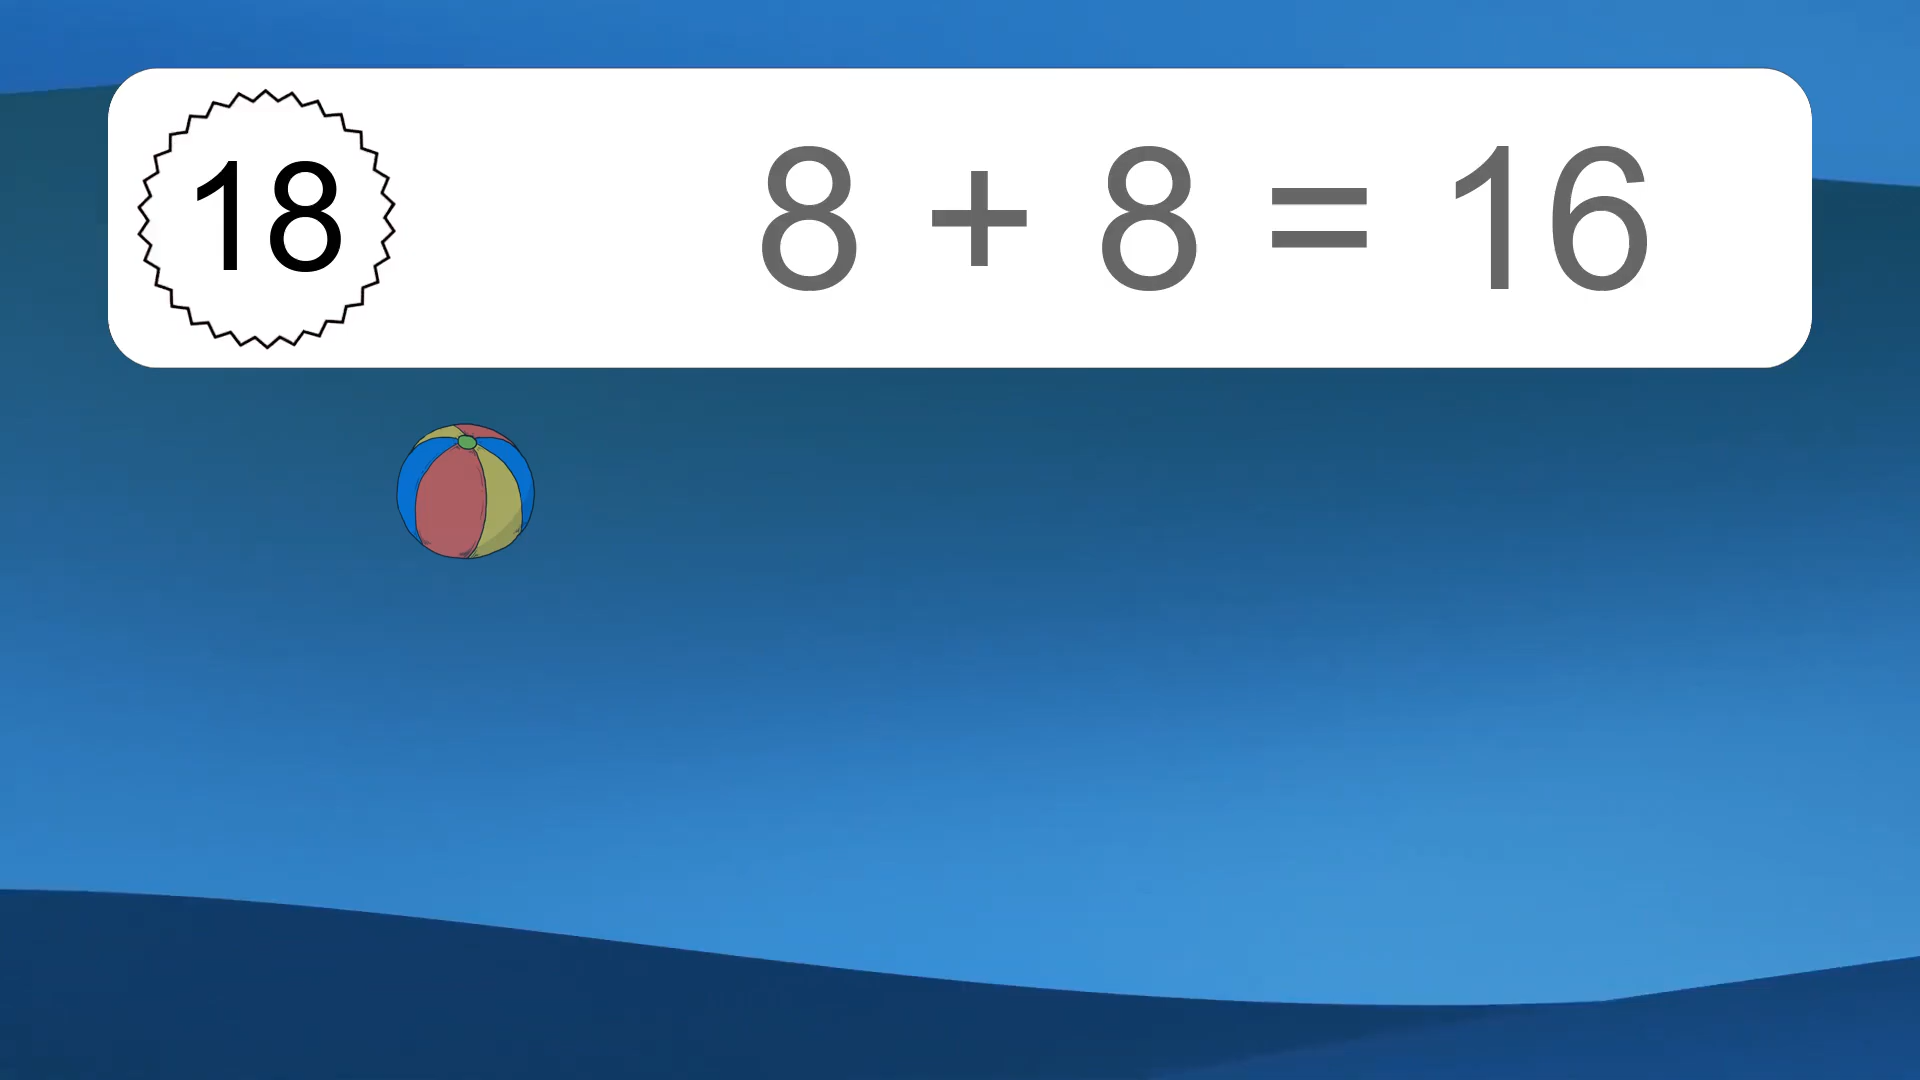 18
8 + 8 = 16